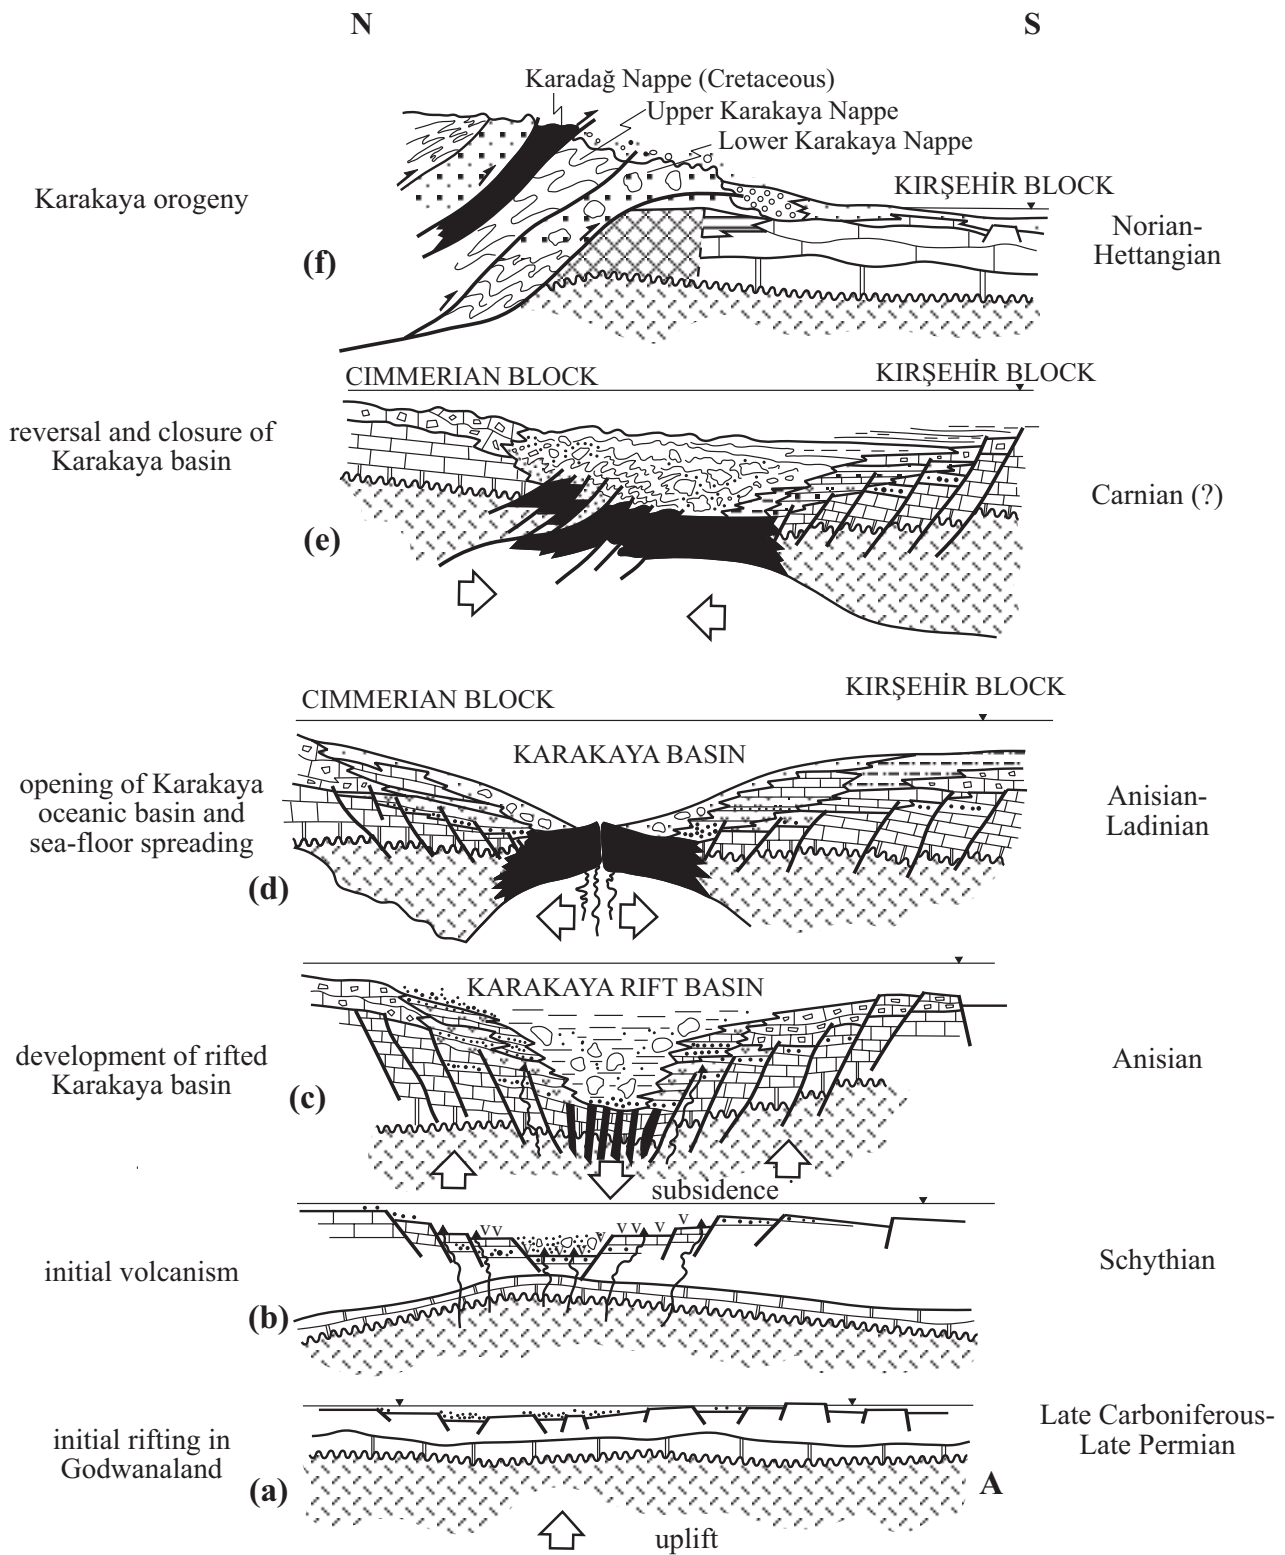 N
S
Karadağ Nappe (Cretaceous)
Upper Karakaya Nappe
Lower Karakaya Nappe
KIRŞEHİR BLOCK
Karakaya orogeny
Norian-
Hettangian
(f)
CIMMERIAN BLOCK
KIRŞEHİR BLOCK
reversal and closure of
Karakaya basin
Carnian (?)
(e)
CIMMERIAN BLOCK
KIRŞEHİR BLOCK
KARAKAYA BASIN
opening of Karakaya
oceanic basin and
sea-floor spreading
Anisian-
Ladinian
(d)
KARAKAYA RIFT BASIN
development of rifted
Karakaya basin
Anisian
(c)
subsidence
v v v v v v
v v v v
initial volcanism
Schythian
(b)
Late Carboniferous-
Late Permian
initial rifting in
Godwanaland
(a)
A
uplift